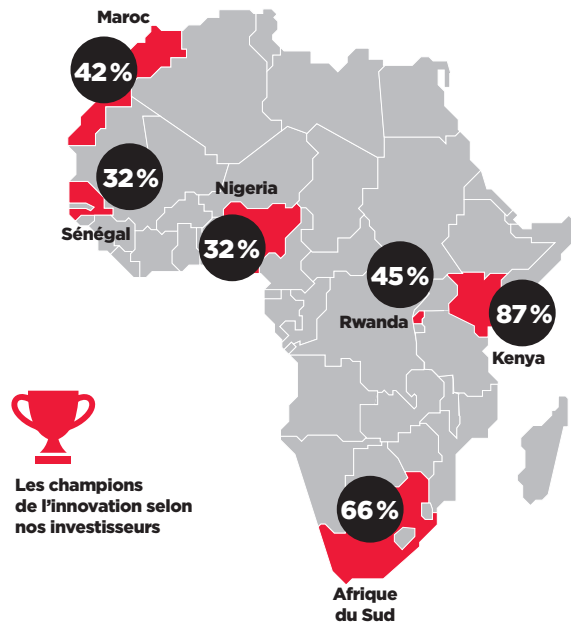 Maroc
42 %
32 %
Sénégal
Nigeria
32 %
45 %
Rwanda
87 %
Kenya
Les champions
de l’innovation selon
nos investisseurs
66 %
Afrique
du Sud